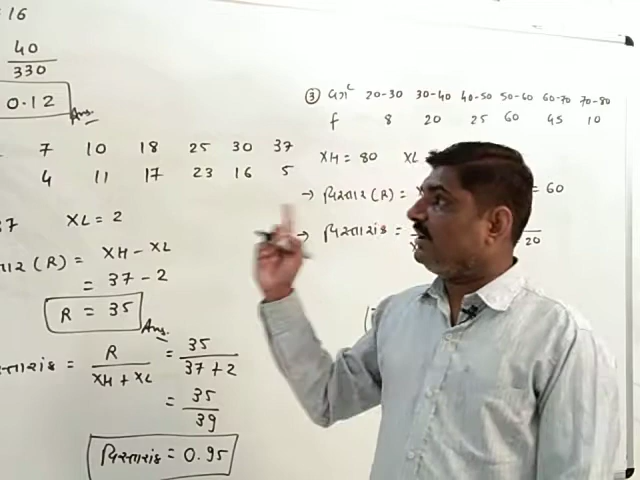 16
40
330
0.12 Ans.
7 10 18 25 30 37
4 11 17 23 16 5
37 XL = 2
(R) = XH - XL
= 37 - 2
R = 35 Ans.
= R / XH + XL = 35 / 37 + 2
= 35 / 39
વિસ્તારાંક = 0.95
③ વર્ગ 20-30 30-40 40-50 50-60 60-70 70-80
f 8 20 25 60 45 10
XH = 80 XL
→ વિસ્તાર (R) = = 60
→ વિસ્તારાંક = 20